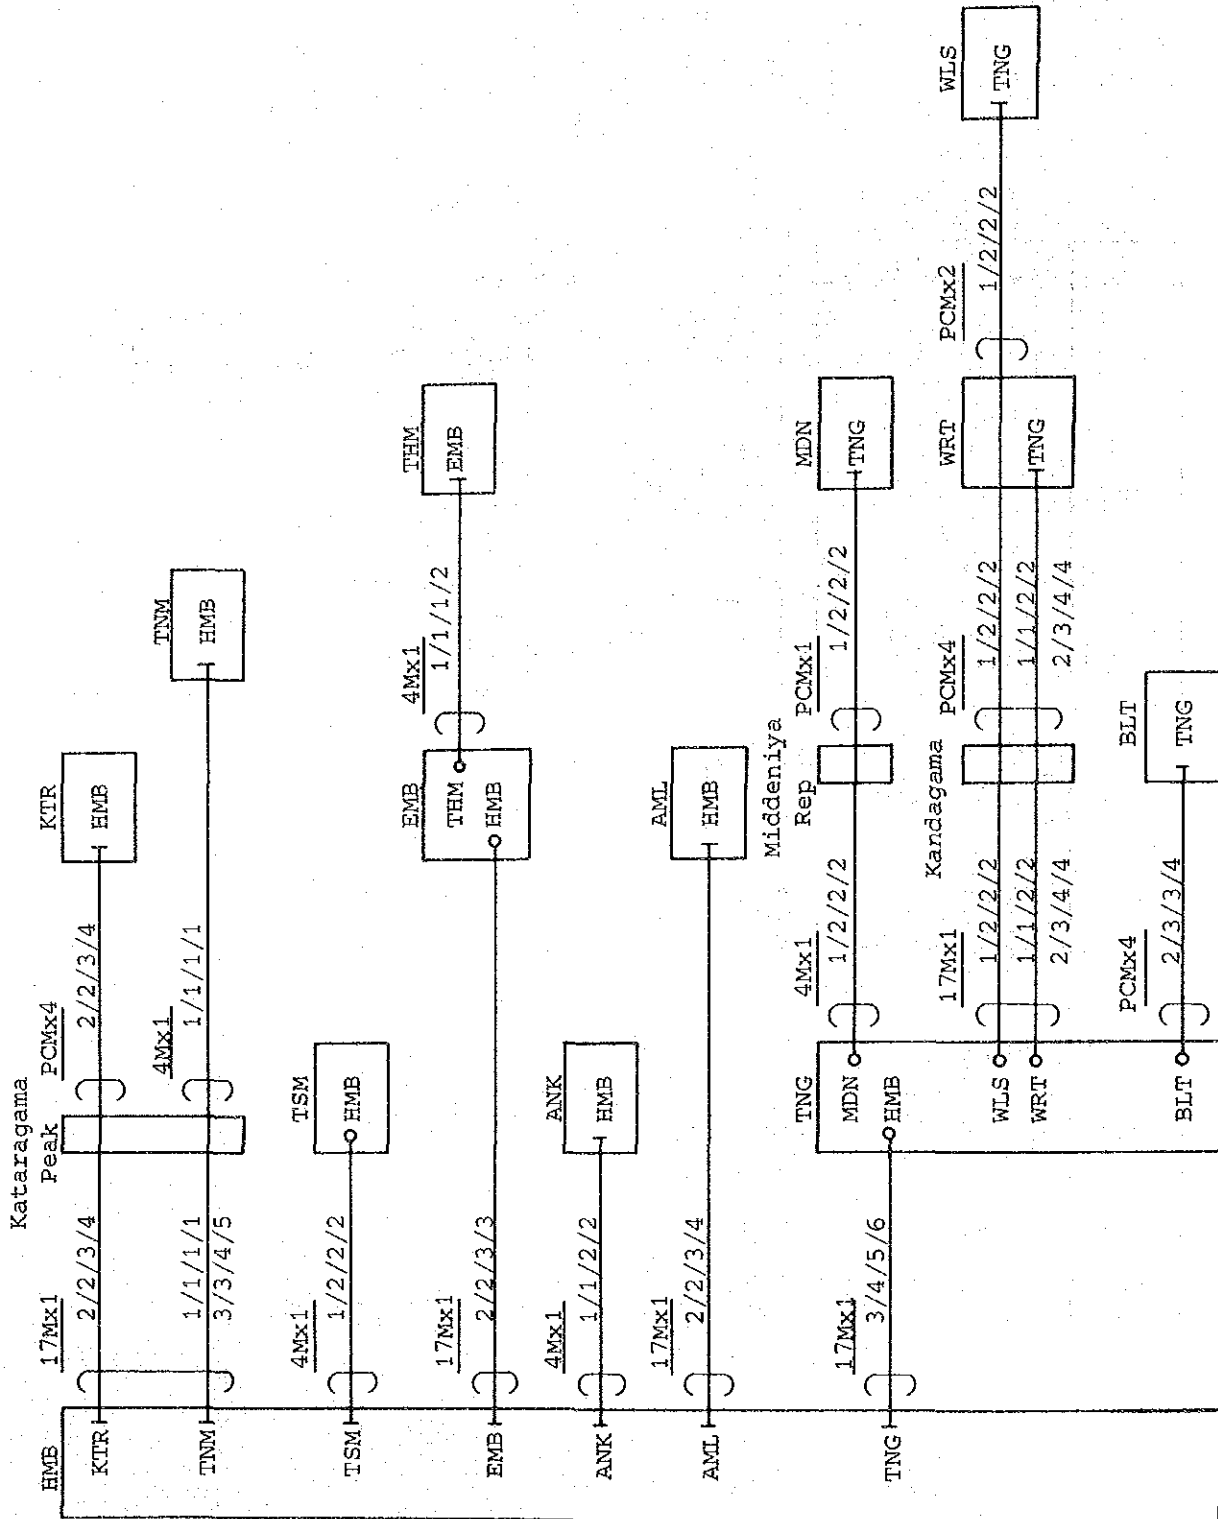 HMB
KTR
TNM
TSM
EMB
ANK
AML
TNG
17Mx1
2/2/3/4
1/1/1/1
3/3/4/5
Kataragama
Peak
PCMx4
2/2/3/4
KTR
HMB
4Mx1
1/1/1/1
TNM
HMB
4Mx1
1/2/2/2
TSM
HMB
17Mx1
2/2/3/3
EMB
THM
HMB
4Mx1
1/1/1/2
THM
EMB
4Mx1
1/1/2/2
ANK
HMB
17Mx1
2/2/3/4
AML
HMB
17Mx1
3/4/5/6
TNG
MDN
HMB
WLS
WRT
BLT
4Mx1
1/2/2/2
Middeniya
Rep
PCMx1
1/2/2/2
MDN
TNG
17Mx1
1/2/2/2
1/1/2/2
2/3/4/4
Kandagama
PCMx4
1/2/2/2
1/1/2/2
2/3/4/4
WRT
TNG
PCMx2
1/2/2/2
WLS
TNG
PCMx4
2/3/3/4
BLT
TNG